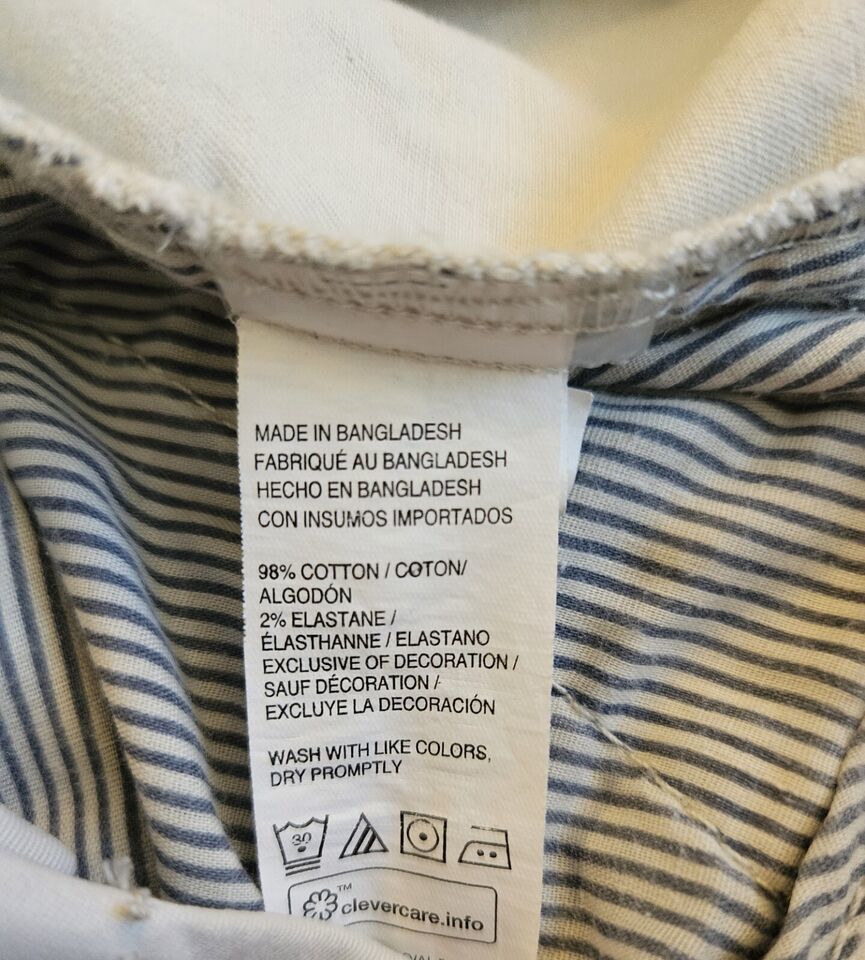 MADE IN BANGLADESH
FABRIQUÉ AU BANGLADESH
HECHO EN BANGLADESH
CON INSUMOS IMPORTADOS
98% COTTON / COTON/
ALGODÓN
2% ELASTANE /
ÉLASTHANNE / ELASTANO
EXCLUSIVE OF DECORATION /
SAUF DÉCORATION /
EXCLUYE LA DECORACIÓN
WASH WITH LIKE COLORS,
DRY PROMPTLY
30
TM
clevercare.info